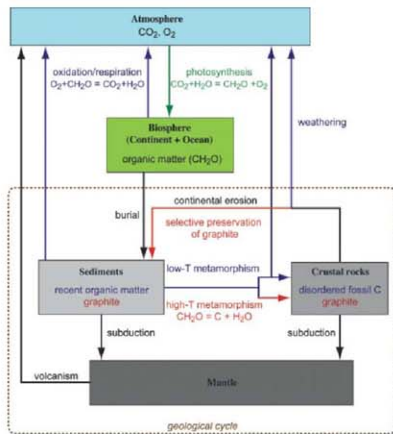 Atmosphere
CO2, O2
oxidation/respiration
O2+CH2O = CO2+H2O
photosynthesis
CO2+H2O = CH2O +O2
weathering
Biosphere
(Continent + Ocean)
organic matter (CH2O)
burial
continental erosion
selective preservation
of graphite
Sediments
recent organic matter
graphite
low-T metamorphism
high-T metamorphism
CH2O = C + H2O
Crustal rocks
disordered fossil C
graphite
subduction
subduction
volcanism
Mantle
geological cycle